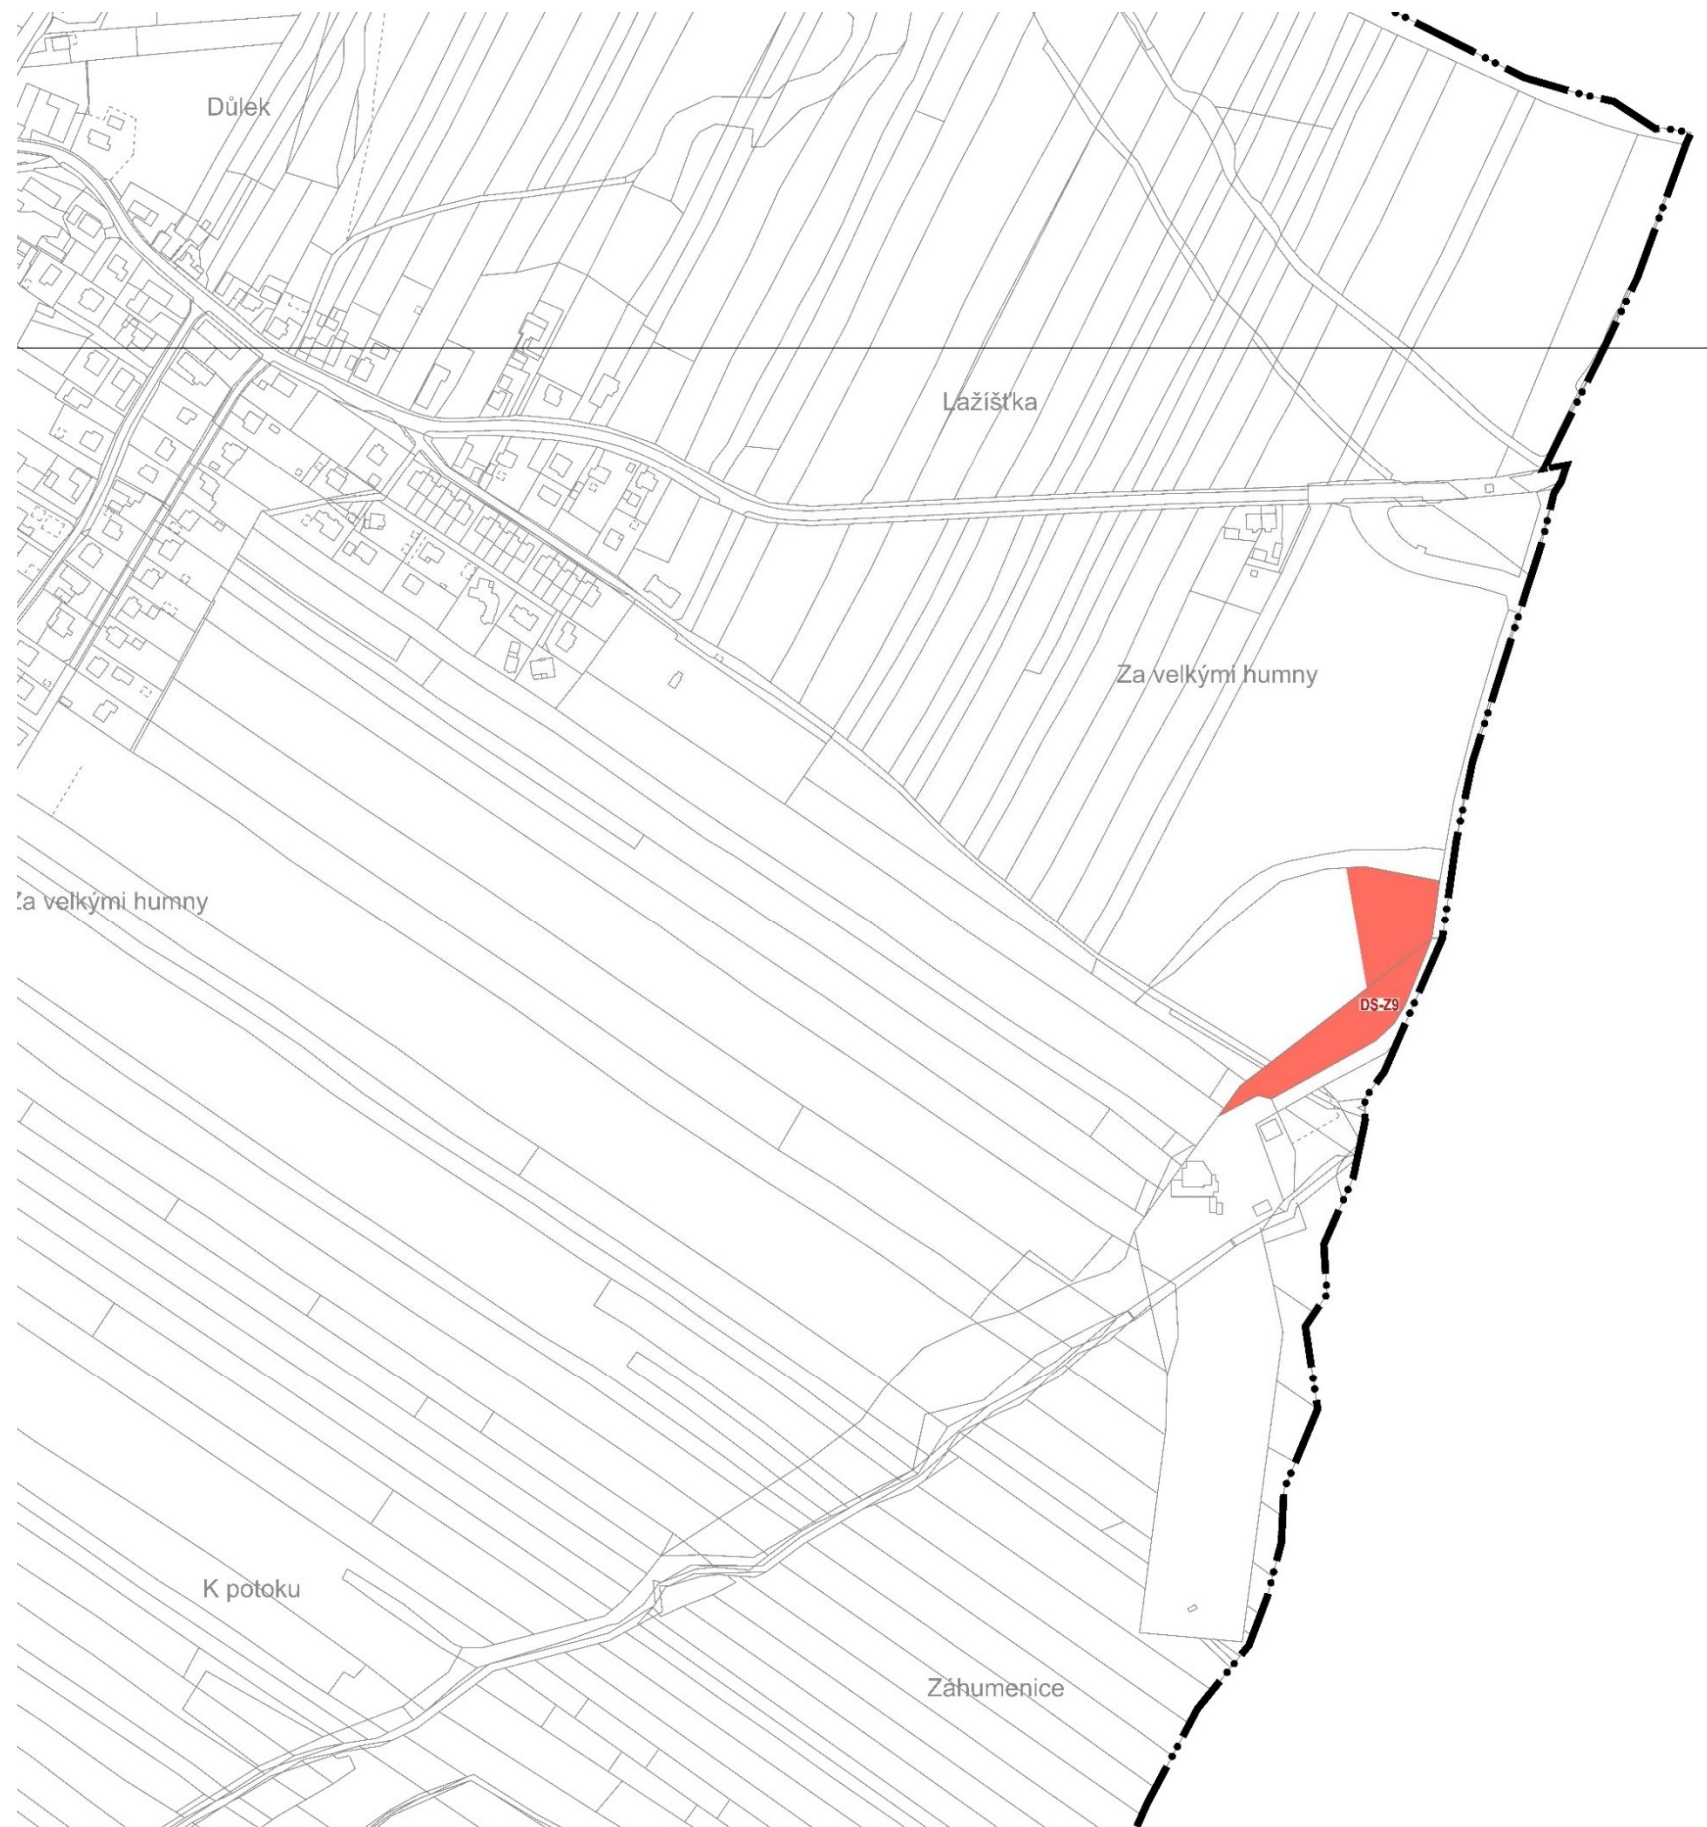 Důlek
Lažíšťka
Za velkými humny
Za velkými humny
DS-Z9
K potoku
Záhumenice